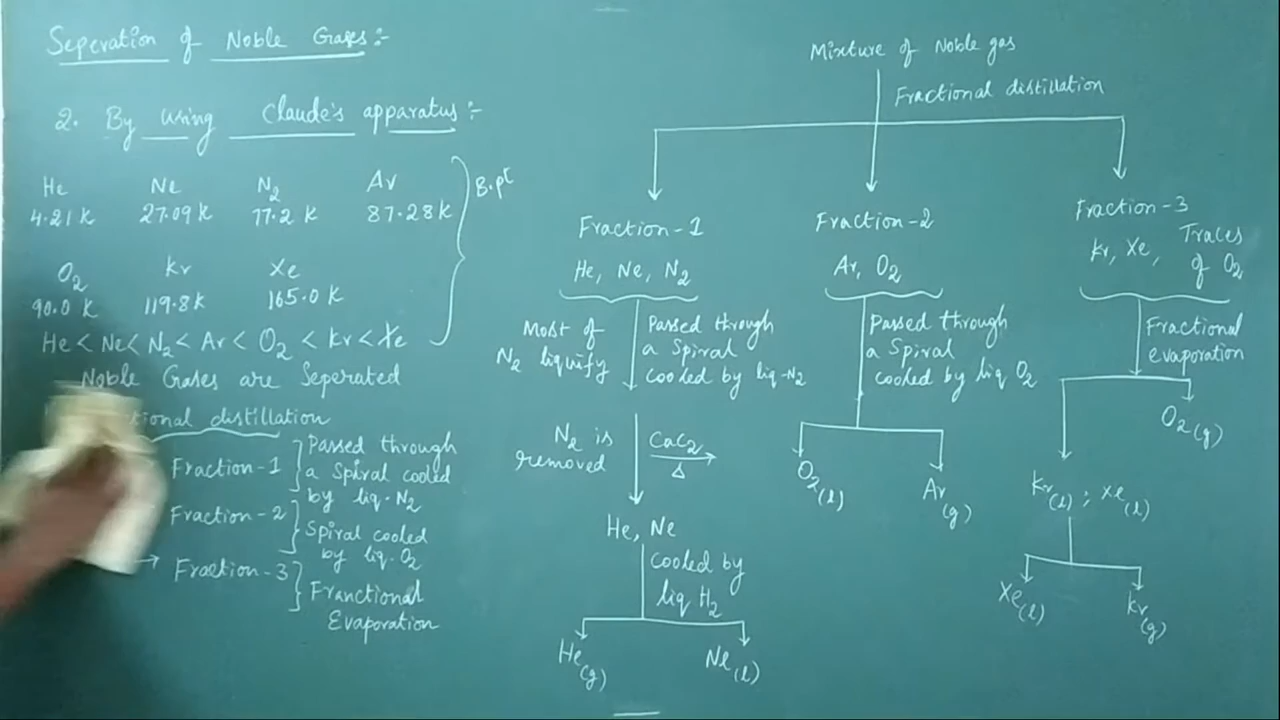 Seperation of Noble Gases:-
2. By using Claude's apparatus:-
He Ne N₂ Ar
4.21 K 27.09 K 77.2 K 87.28K
B.pt
O₂ Kr Xe
90.0 K 119.8K 165.0 K
He < Ne < N₂ < Ar < O₂ < Kr < Xe
Noble Gases are Seperated
tional distillation
Fraction-1
Passed through
a Spiral cooled
by liq.N₂
Fraction-2
Spiral cooled
by liq.O₂
→ Fraction-3
Franctional
Evaporation
Mixture of Noble gas
Fractional distillation
Fraction-1
He, Ne, N₂
Most of
N₂ liquify
Passed through
a Spiral
cooled by liq-N₂
N₂ is
removed
CaC₂
Δ
He, Ne
cooled by
liq H₂
He(g)
Ne(l)
Fraction-2
Ar, O₂
Passed through
a Spiral
cooled by liq O₂
O₂(l)
Ar(g)
Fraction-3
Kr, Xe, Traces
of O₂
Fractional
evaporation
O₂(g)
Kr(l) ; Xe(l)
Xe(l)
Kr(g)